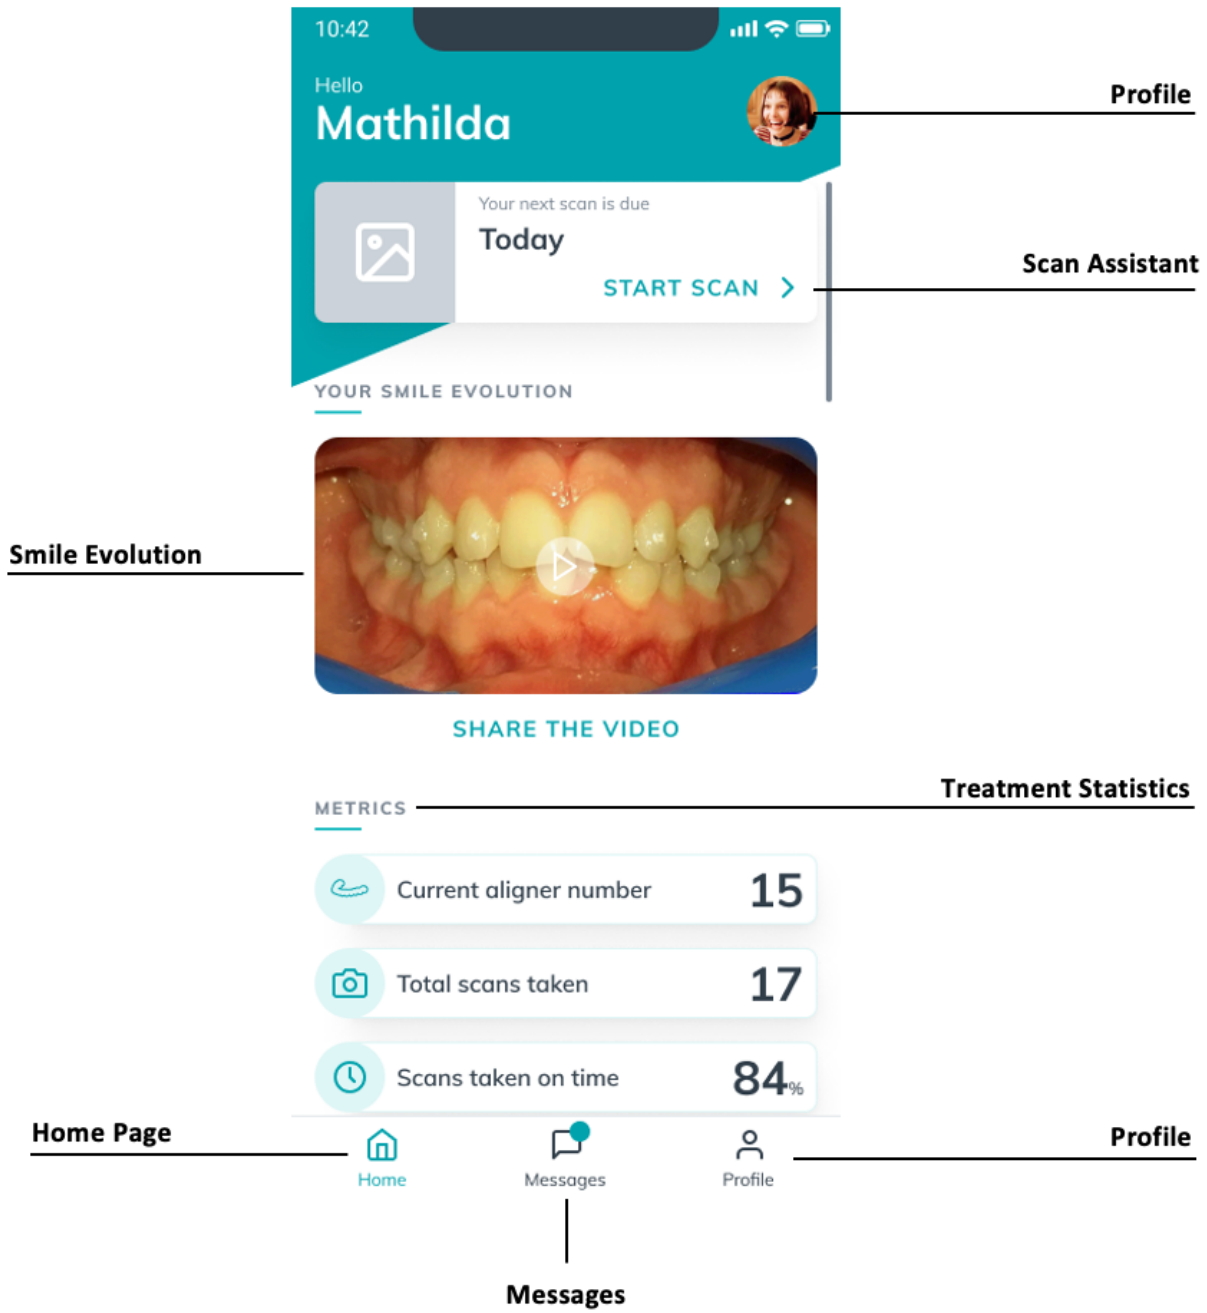 10:42
Hello
Mathilda
Profile
Your next scan is due
Today
START SCAN
Scan Assistant
YOUR SMILE EVOLUTION
Smile Evolution
SHARE THE VIDEO
Treatment Statistics
METRICS
Current aligner number 15
Total scans taken 17
Scans taken on time 84%
Home Page
Profile
Home Messages Profile
Messages